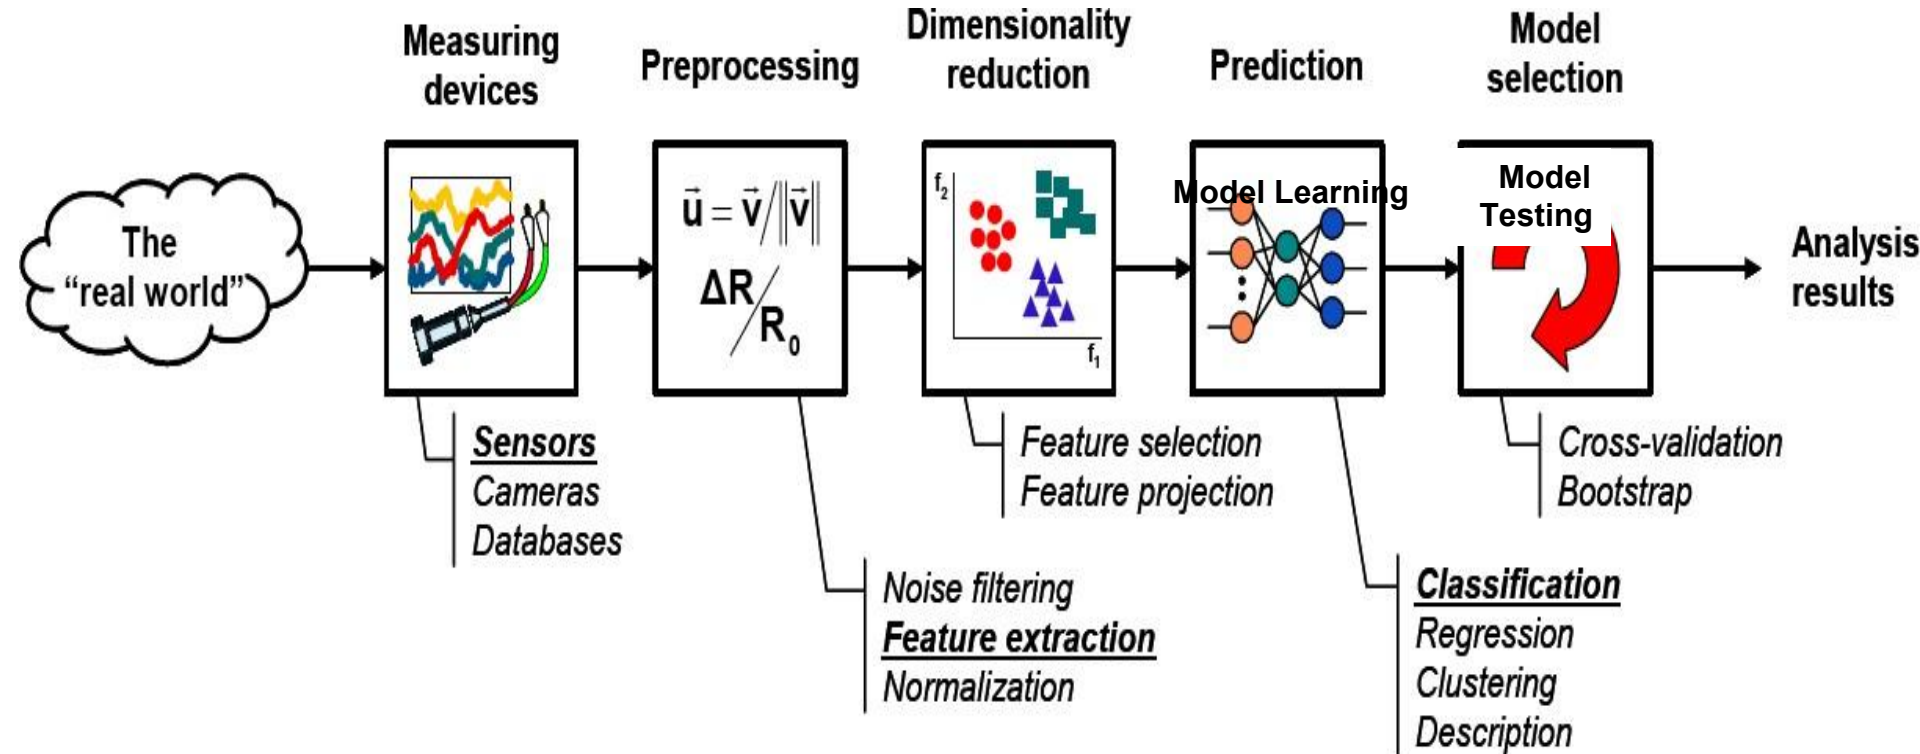 Measuring
devices
Preprocessing
Dimensionality
reduction
Prediction
Model
selection
The
“real world”
u⃗ = v⃗/‖v⃗‖
ΔR/R₀
f₂
f₁
Model Learning
Model
Testing
Analysis
results
Sensors
Cameras
Databases
Noise filtering
Feature extraction
Normalization
Feature selection
Feature projection
Classification
Regression
Clustering
Description
Cross-validation
Bootstrap